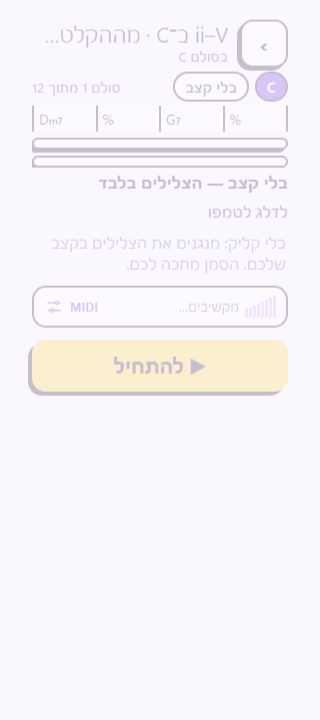 ii–V ב־C · מההקלט...
בסולם C
C
בלי קצב
סולם 1 מתוך 12
Dm7 % G7 %
בלי קצב — הצלילים בלבד
לדלג לטמפו
בלי קליק: מנגנים את הצלילים בקצב
שלכם. הסמן מחכה לכם.
מקשיבים...
MIDI
להתחיל